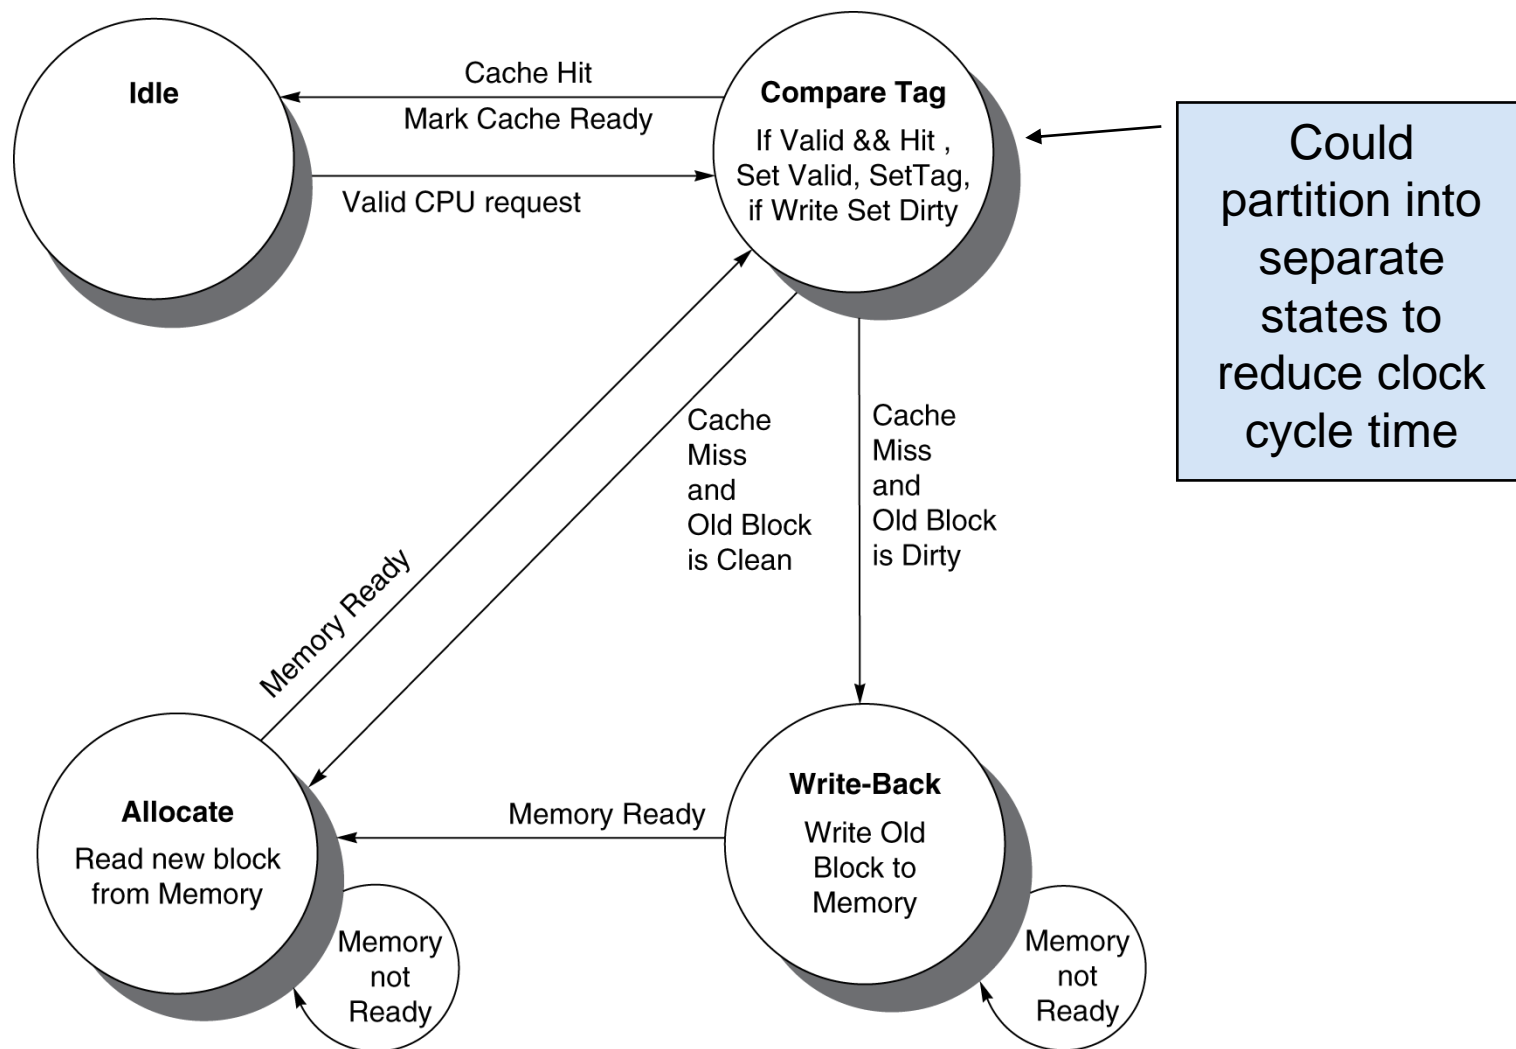 Idle
Cache Hit
Mark Cache Ready
Valid CPU request
Compare Tag
If Valid && Hit ,
Set Valid, SetTag,
if Write Set Dirty
Could
partition into
separate
states to
reduce clock
cycle time
Cache
Miss
and
Old Block
is Clean
Cache
Miss
and
Old Block
is Dirty
Memory Ready
Allocate
Read new block
from Memory
Memory
not
Ready
Memory Ready
Write-Back
Write Old
Block to
Memory
Memory
not
Ready